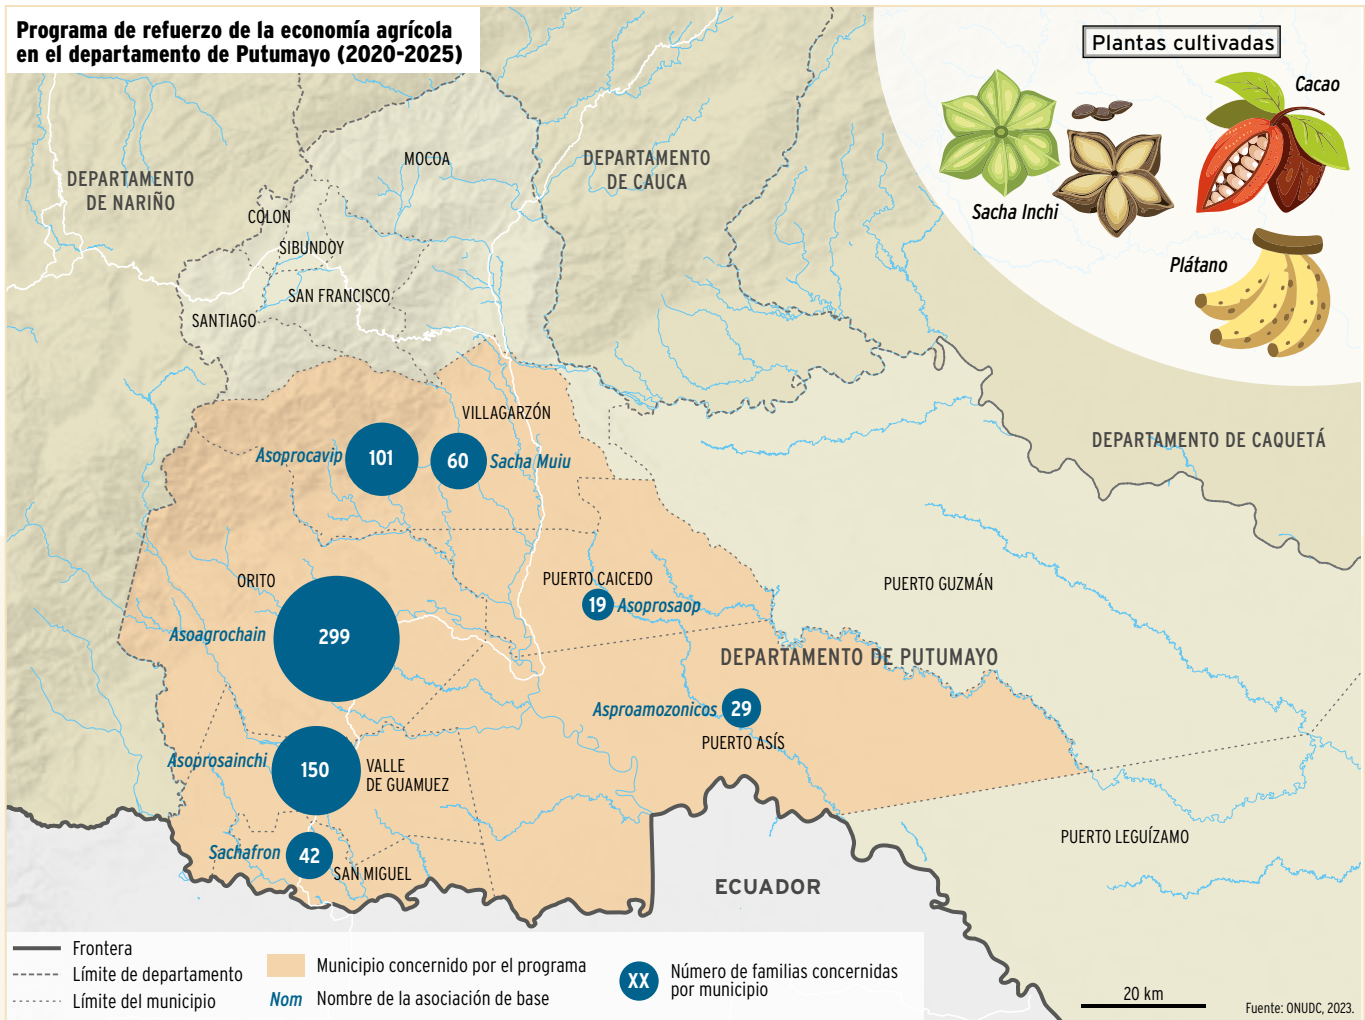 Programa de refuerzo de la economía agrícola
en el departamento de Putumayo (2020-2025)
Plantas cultivadas
Cacao
Sacha Inchi
Plátano
MOCOA
DEPARTAMENTO
DE CAUCA
DEPARTAMENTO
DE NARIÑO
COLON
SIBUNDOY
SAN FRANCISCO
SANTIAGO
VILLAGARZÓN
Asoprocavip
101
60
Sacha Muiu
DEPARTAMENTO DE CAQUETÁ
ORITO
PUERTO CAICEDO
PUERTO GUZMÁN
19
Asoprosaop
Asoagrochain
299
DEPARTAMENTO DE PUTUMAYO
Asproamozonicos
29
PUERTO ASÍS
Asoprosainchi
150
VALLE
DE GUAMUEZ
PUERTO LEGUÍZAMO
Sachafron
42
SAN MIGUEL
ECUADOR
Frontera
Límite de departamento
Límite del municipio
Municipio concernido por el programa
Nom
Nombre de la asociación de base
XX
Número de familias concernidas
por municipio
20 km
Fuente: ONUDC, 2023.